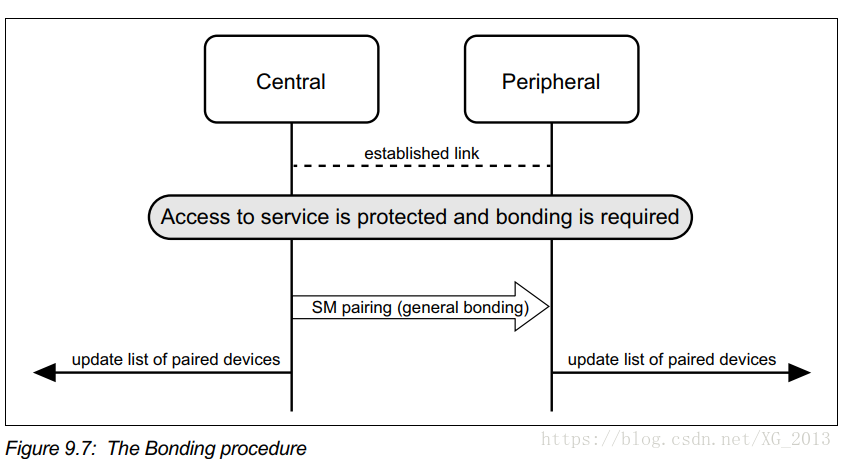 Central
Peripheral
established link
Access to service is protected and bonding is required
SM pairing (general bonding)
update list of paired devices
update list of paired devices
https://blog.csdn.net/XG_2013
Figure 9.7: The Bonding procedure